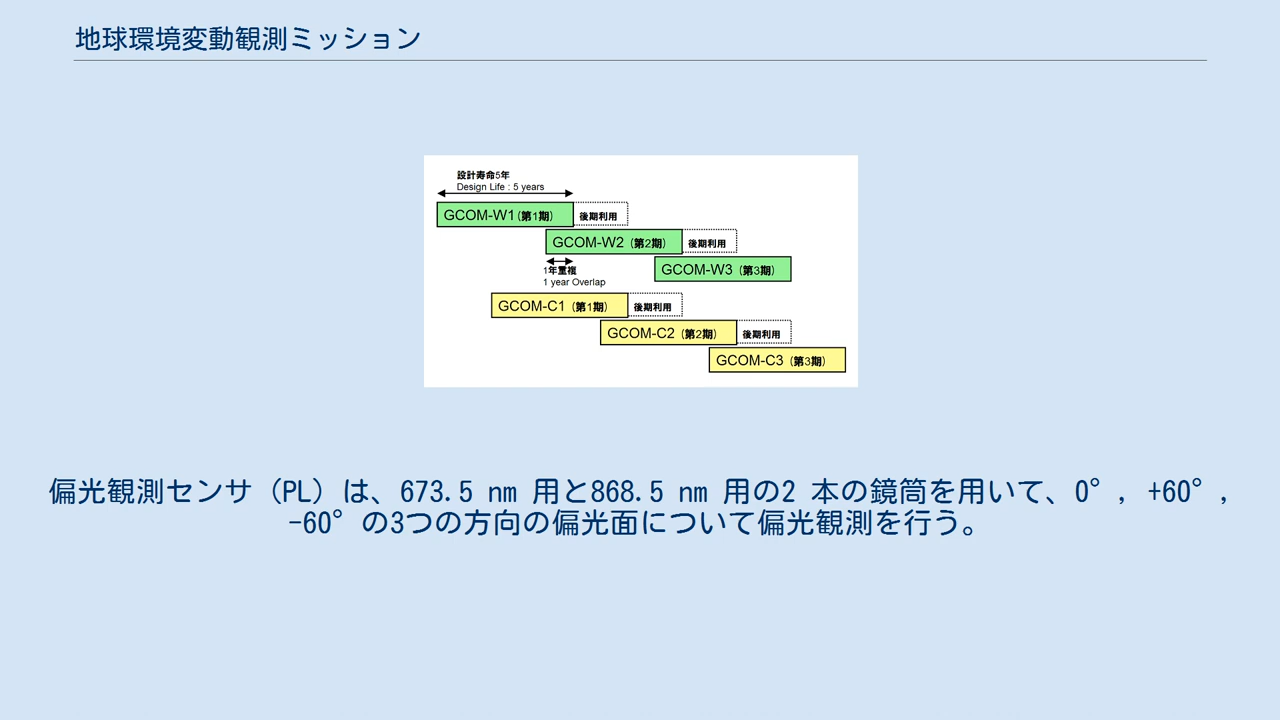 地球環境変動観測ミッション
設計寿命5年
Design Life : 5 years
GCOM-W1 (第1期) 後期利用
GCOM-W2 (第2期) 後期利用
GCOM-W3 (第3期)
1年重複
1 year Overlap
GCOM-C1 (第1期) 後期利用
GCOM-C2 (第2期) 後期利用
GCOM-C3 (第3期)
偏光観測センサ（PL）は、673.5 nm 用と868.5 nm 用の2 本の鏡筒を用いて、0°, +60°,
-60°の3つの方向の偏光面について偏光観測を行う。